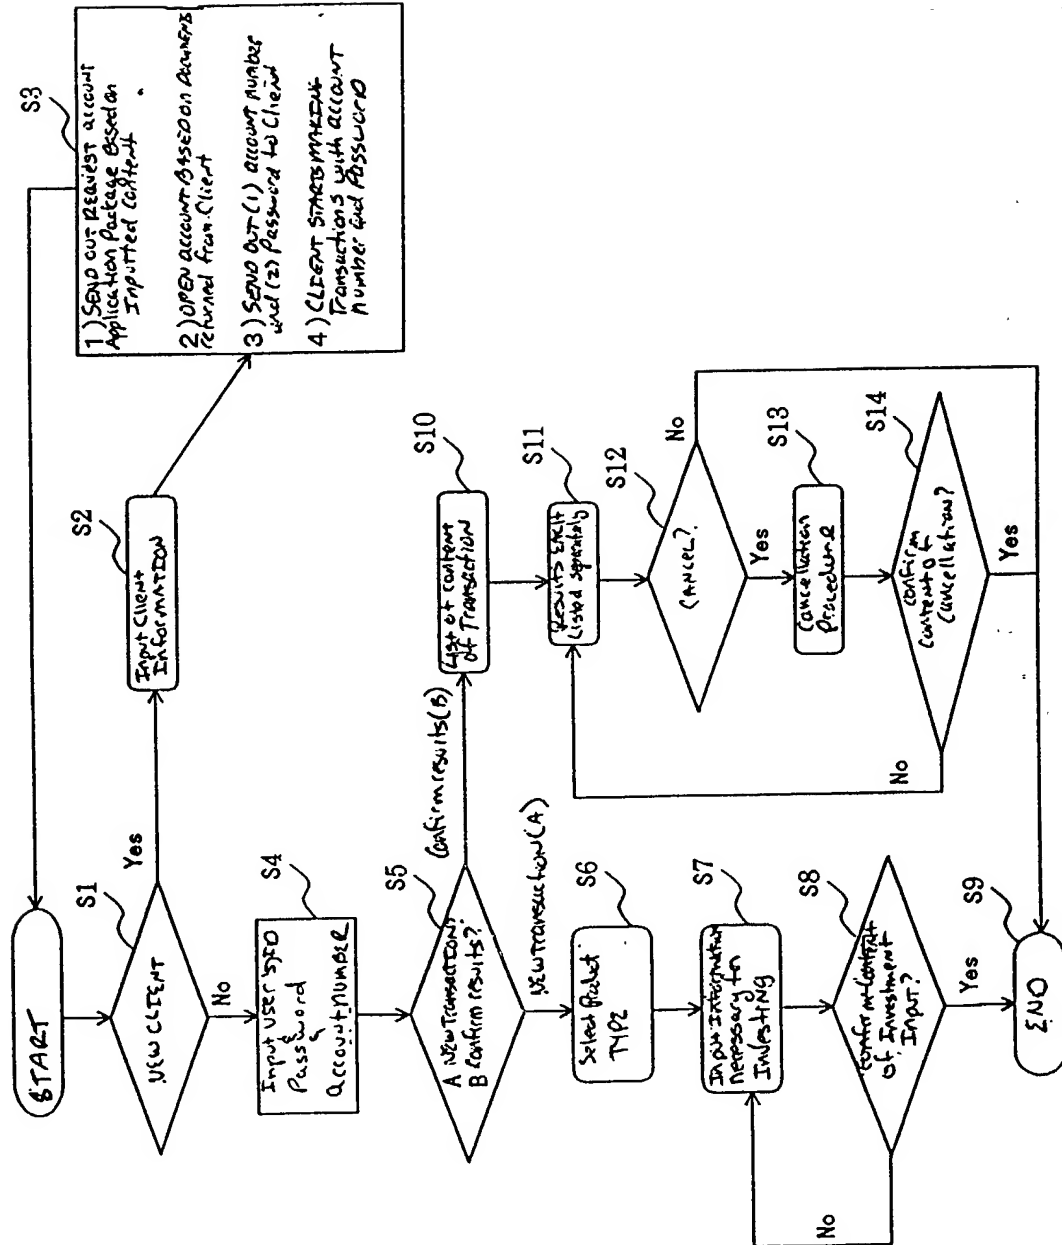 START
S1
NEW CLIENT
Yes
No
S2
Input Client
INFORMATION
S3
1) SEND OUT REQUEST account
Application Package Based on
Inputted Content
2) OPEN account BASED on
returned from Client
3) SEND OUT (1) account number
and (2) Password to Client
4) CLIENT STARTS MAKING
Transactions with account
Number and Password
S4
Input User's ID
Password
&
Account NUMBER
S5
A NEW TRANSACTION?
B Confirm results?
Confirm results (B)
NEW TRANSACTION (A)
S6
Select Product
TYPE
S7
Input Information
necessary for
Investing
S8
Confirm Content
of Investment
Input?
No
Yes
S9
END
S10
List of content
of Transaction
S11
Results Each
Listed separately
S12
CANCEL?
No
Yes
S13
Cancellation
Procedure
S14
Confirm
Content of
Cancellation?
No
Yes